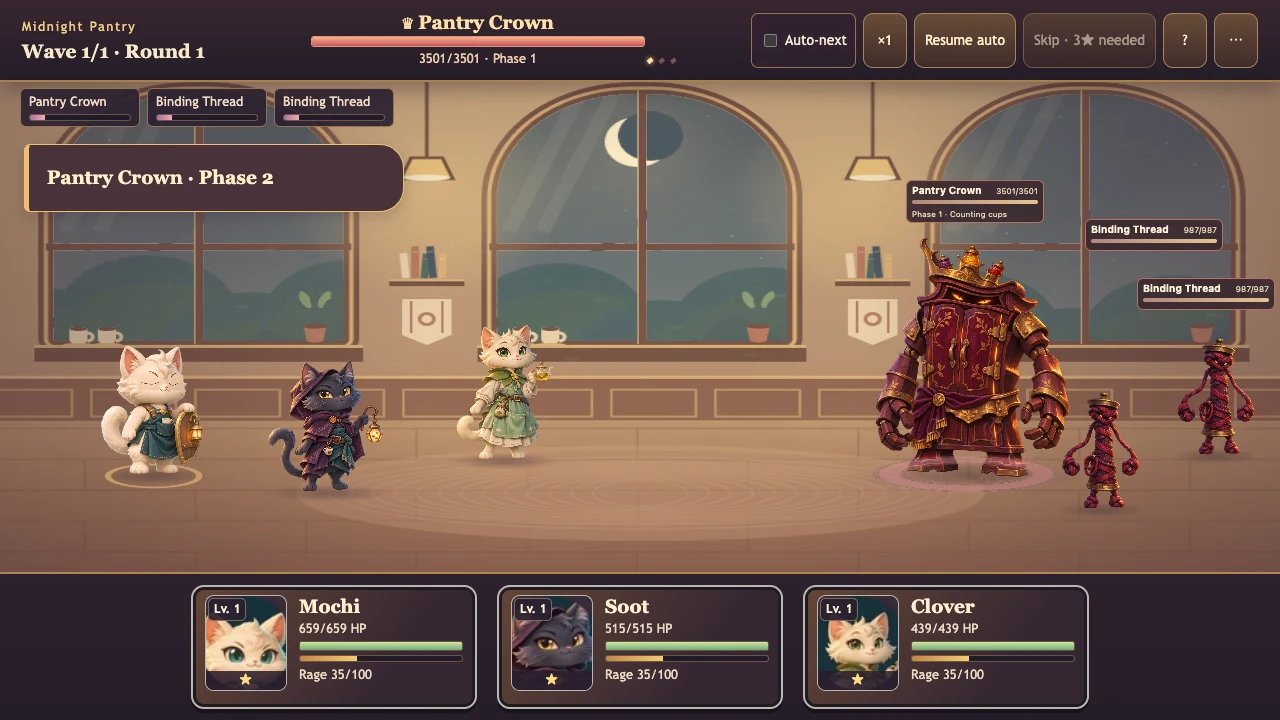 Midnight Pantry
Wave 1/1 · Round 1
♛ Pantry Crown
3501/3501 · Phase 1
Auto-next
×1
Resume auto
Skip · 3★ needed
?
···
Pantry Crown
Binding Thread
Binding Thread
Pantry Crown · Phase 2
Pantry Crown 3501/3501
Phase 1 · Counting cups
Binding Thread 987/987
Binding Thread 987/987
Lv. 1
Mochi
659/659 HP
Rage 35/100
Lv. 1
Soot
515/515 HP
Rage 35/100
Lv. 1
Clover
439/439 HP
Rage 35/100